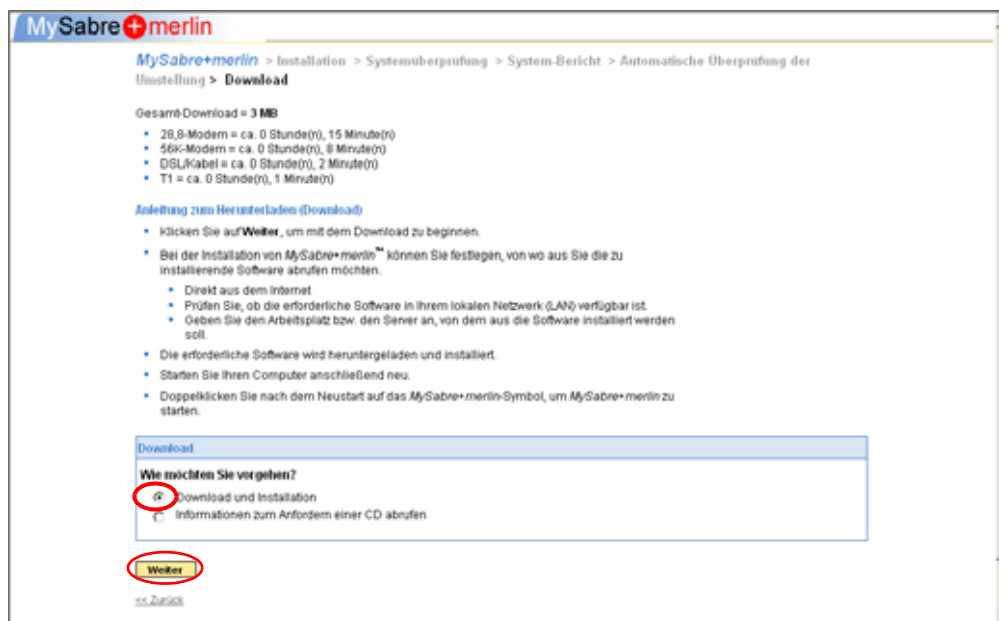 MySabre+merlin
MySabre+merlin > Installation > Systemüberprüfung > System-Bericht > Automatische Überprüfung der
Umstellung > Download
Gesamt-Download = 3 MB
28,8-Modem = ca. 0 Stunde(n), 15 Minute(n)
56K-Modem = ca. 0 Stunde(n), 8 Minute(n)
DSL/Kabel = ca. 0 Stunde(n), 2 Minute(n)
T1 = ca. 0 Stunde(n), 1 Minute(n)
Anleitung zum Herunterladen (Download)
Klicken Sie auf Weiter, um mit dem Download zu beginnen.
Bei der Installation von MySabre+merlin™ können Sie festlegen, von wo aus Sie die zu
installierende Software abrufen möchten.
Direkt aus dem Internet
Prüfen Sie, ob die erforderliche Software in Ihrem lokalen Netzwerk (LAN) verfügbar ist.
Geben Sie den Arbeitsplatz bzw. den Server an, von dem aus die Software installiert werden
soll.
Die erforderliche Software wird heruntergeladen und installiert.
Starten Sie Ihren Computer anschließend neu.
Doppelklicken Sie nach dem Neustart auf das MySabre+merlin-Symbol, um MySabre+merlin zu
starten.
Download
Wie möchten Sie vorgehen?
Download und Installation
Informationen zum Anfordern einer CD abrufen
Weiter
<< Zurück